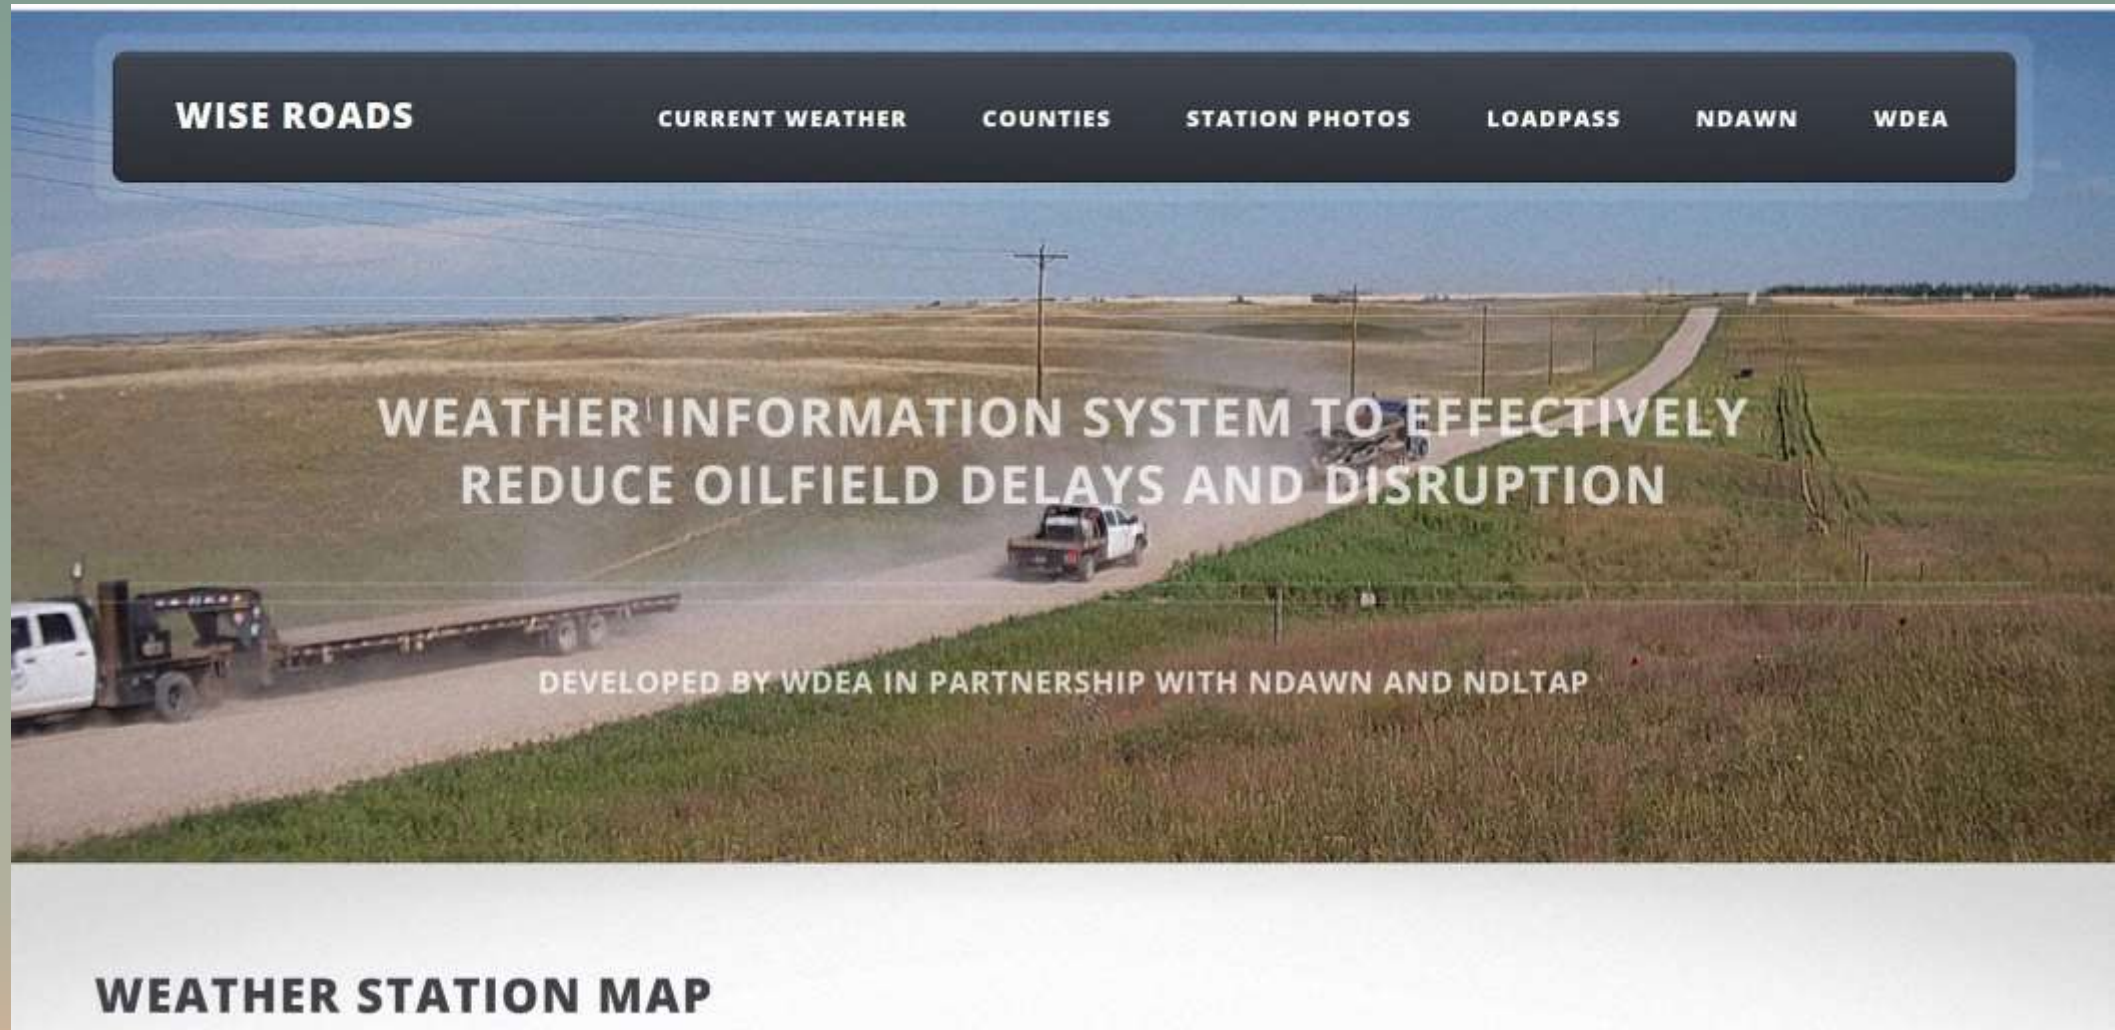 WISE ROADS
CURRENT WEATHER COUNTIES STATION PHOTOS LOADPASS NDAWN WDEA
WEATHER INFORMATION SYSTEM TO EFFECTIVELY
REDUCE OILFIELD DELAYS AND DISRUPTION
DEVELOPED BY WDEA IN PARTNERSHIP WITH NDAWN AND NDLTAP
WEATHER STATION MAP